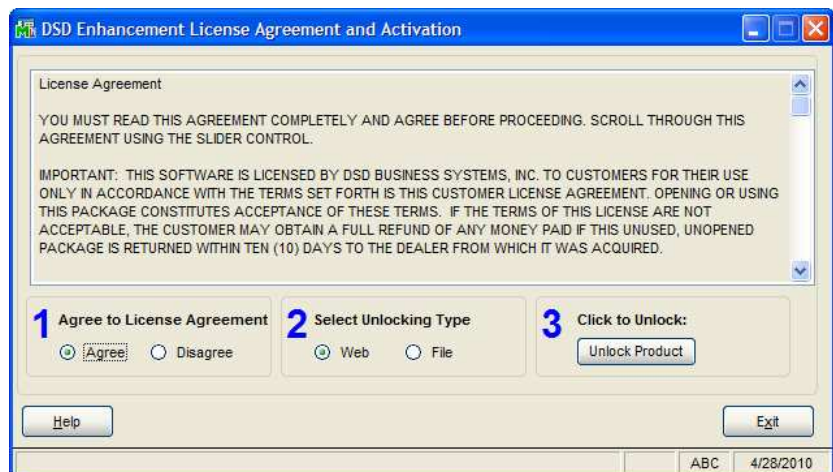 DSD Enhancement License Agreement and Activation
License Agreement
YOU MUST READ THIS AGREEMENT COMPLETELY AND AGREE BEFORE PROCEEDING. SCROLL THROUGH THIS
AGREEMENT USING THE SLIDER CONTROL.
IMPORTANT: THIS SOFTWARE IS LICENSED BY DSD BUSINESS SYSTEMS, INC. TO CUSTOMERS FOR THEIR USE
ONLY IN ACCORDANCE WITH THE TERMS SET FORTH IS THIS CUSTOMER LICENSE AGREEMENT. OPENING OR USING
THIS PACKAGE CONSTITUTES ACCEPTANCE OF THESE TERMS. IF THE TERMS OF THIS LICENSE ARE NOT
ACCEPTABLE, THE CUSTOMER MAY OBTAIN A FULL REFUND OF ANY MONEY PAID IF THIS UNUSED, UNOPENED
PACKAGE IS RETURNED WITHIN TEN (10) DAYS TO THE DEALER FROM WHICH IT WAS ACQUIRED.
1 Agree to License Agreement
Agree Disagree
2 Select Unlocking Type
Web File
3 Click to Unlock:
Unlock Product
Help Exit
ABC 4/28/2010